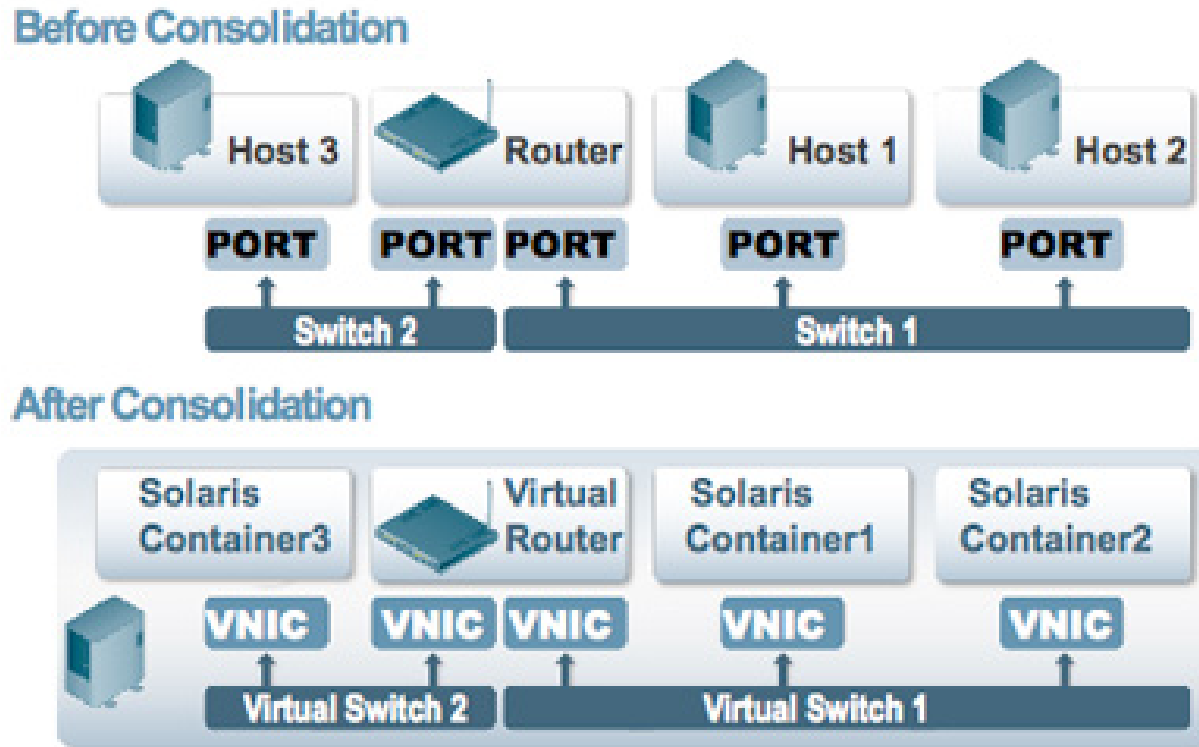 Before Consolidation
Host 3
Router
Host 1
Host 2
PORT PORT PORT PORT PORT
Switch 2 Switch 1
After Consolidation
Solaris
Container3
Virtual
Router
Solaris
Container1
Solaris
Container2
VNIC VNIC VNIC VNIC VNIC
Virtual Switch 2 Virtual Switch 1